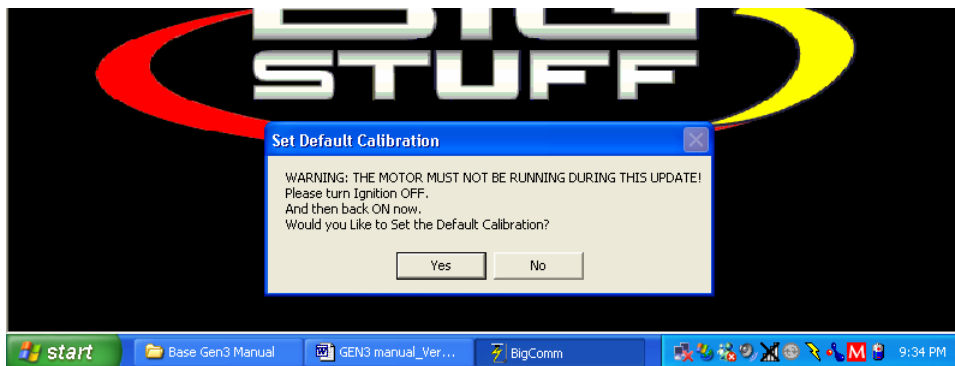 BIG
STUFF
Set Default Calibration
WARNING: THE MOTOR MUST NOT BE RUNNING DURING THIS UPDATE!
Please turn Ignition OFF.
And then back ON now.
Would you Like to Set the Default Calibration?
Yes No
start Base Gen3 Manual GEN3 manual_Ver... BigComm M 9:34 PM